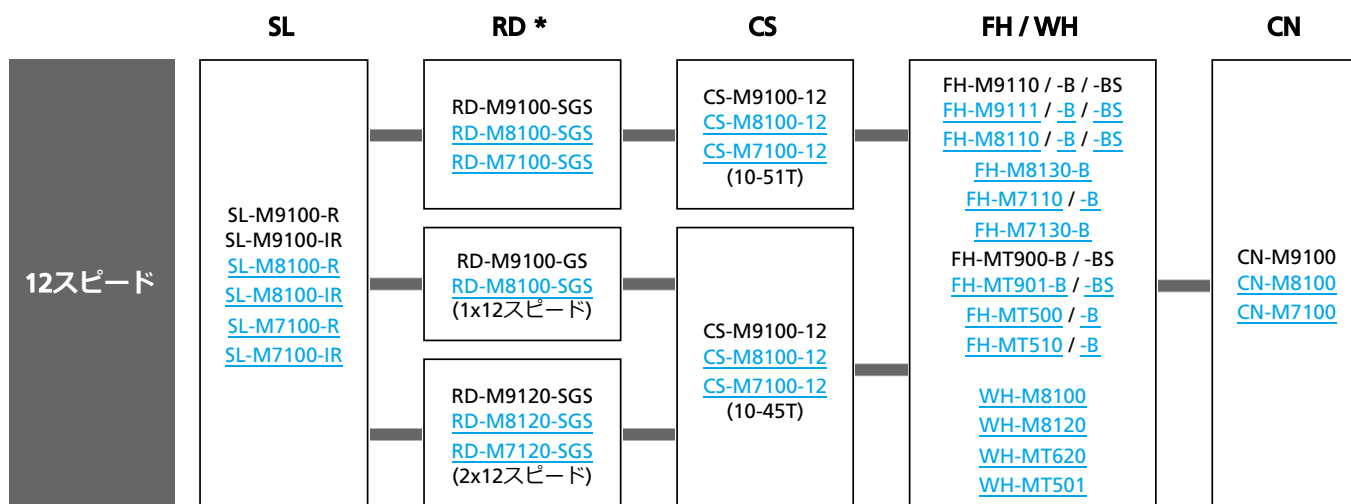 SL
RD *
CS
FH / WH
CN
12スピード
SL-M9100-R
SL-M9100-IR
SL-M8100-R
SL-M8100-IR
SL-M7100-R
SL-M7100-IR
RD-M9100-SGS
RD-M8100-SGS
RD-M7100-SGS
RD-M9100-GS
RD-M8100-SGS
(1x12スピード)
RD-M9120-SGS
RD-M8120-SGS
RD-M7120-SGS
(2x12スピード)
CS-M9100-12
CS-M8100-12
CS-M7100-12
(10-51T)
CS-M9100-12
CS-M8100-12
CS-M7100-12
(10-45T)
FH-M9110 / -B / -BS
FH-M9111 / -B / -BS
FH-M8110 / -B / -BS
FH-M8130-B
FH-M7110 / -B
FH-M7130-B
FH-MT900-B / -BS
FH-MT901-B / -BS
FH-MT500 / -B
FH-MT510 / -B
WH-M8100
WH-M8120
WH-MT620
WH-MT501
CN-M9100
CN-M8100
CN-M7100